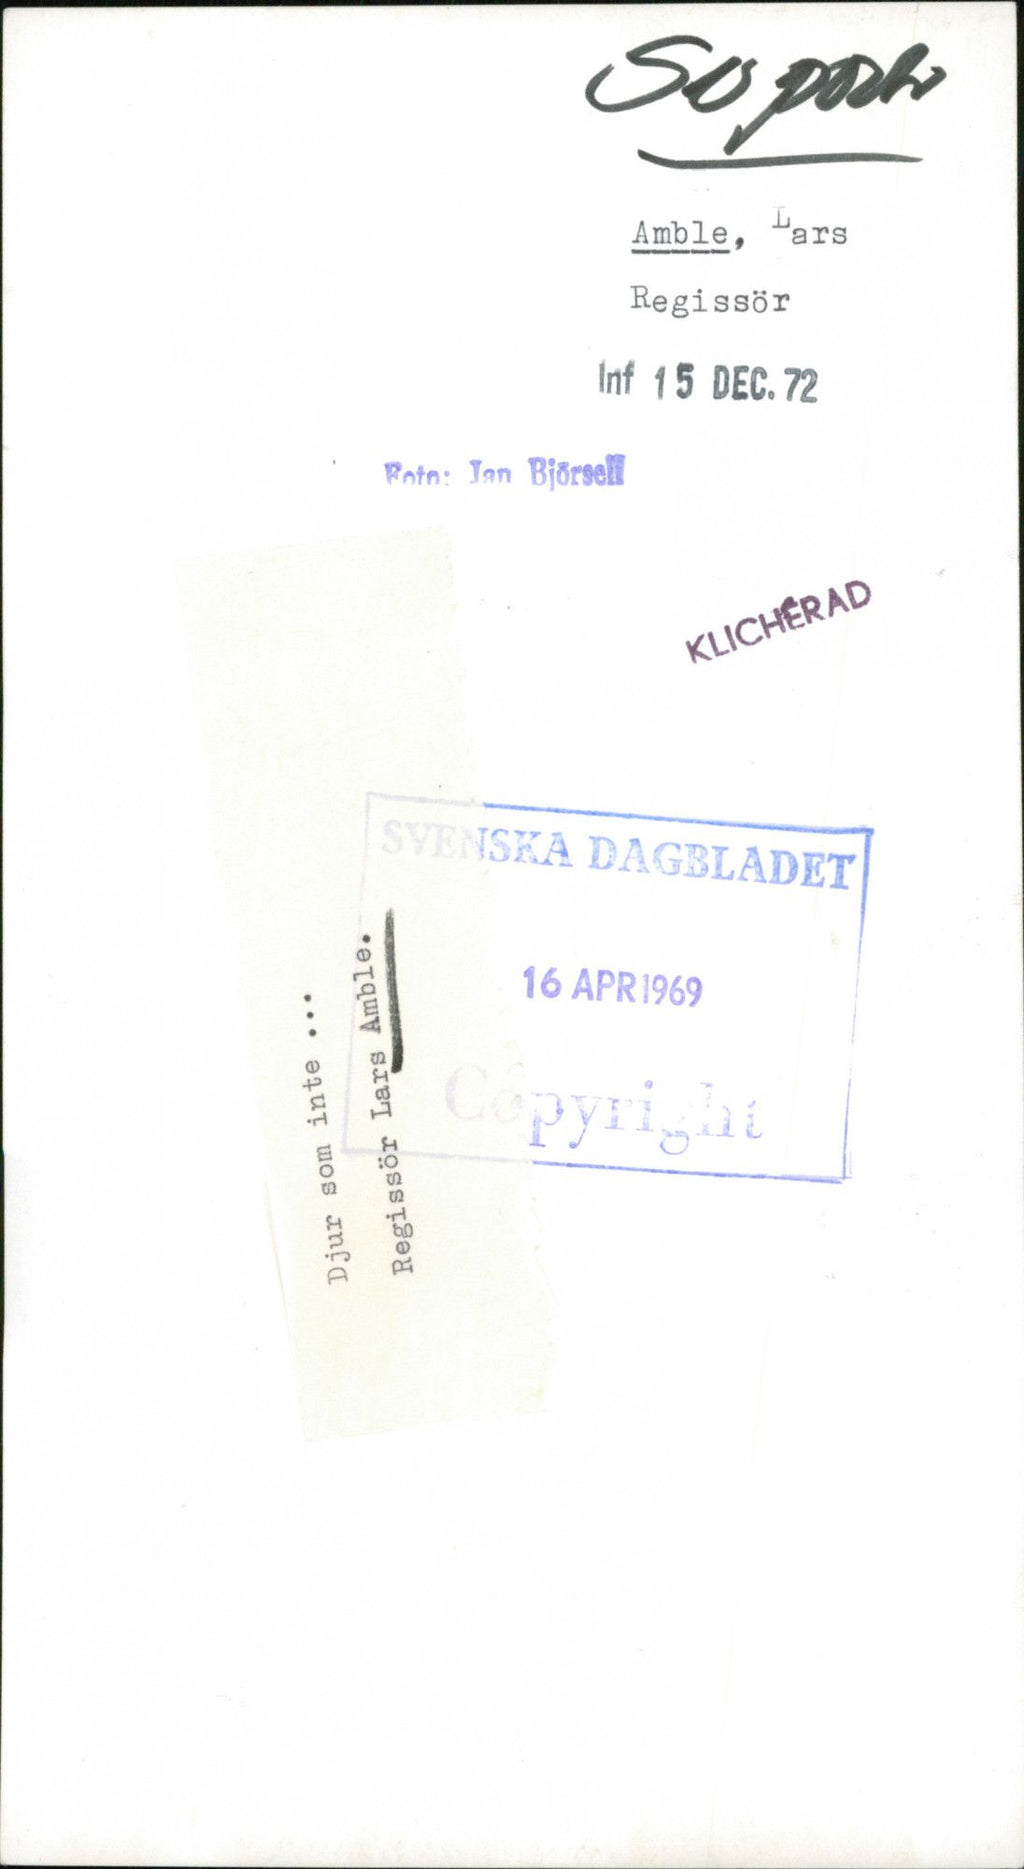 Amble, Lars
Regissör
Inf 15 DEC. 72
Foto: Jan Björsell
KLICHÉRAD
SVENSKA DAGBLADET
16 APR 1969
Copyright
Djur som inte ...
Regissör Lars Amble.